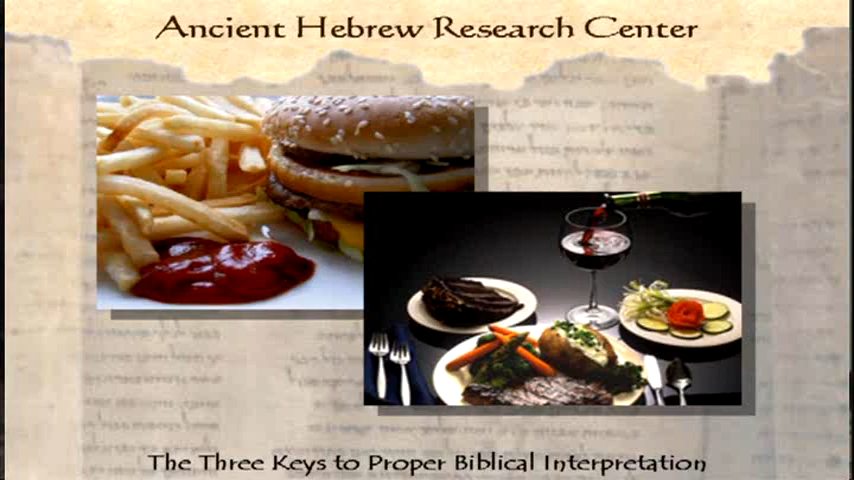 Ancient Hebrew Research Center
The Three Keys to Proper Biblical Interpretation